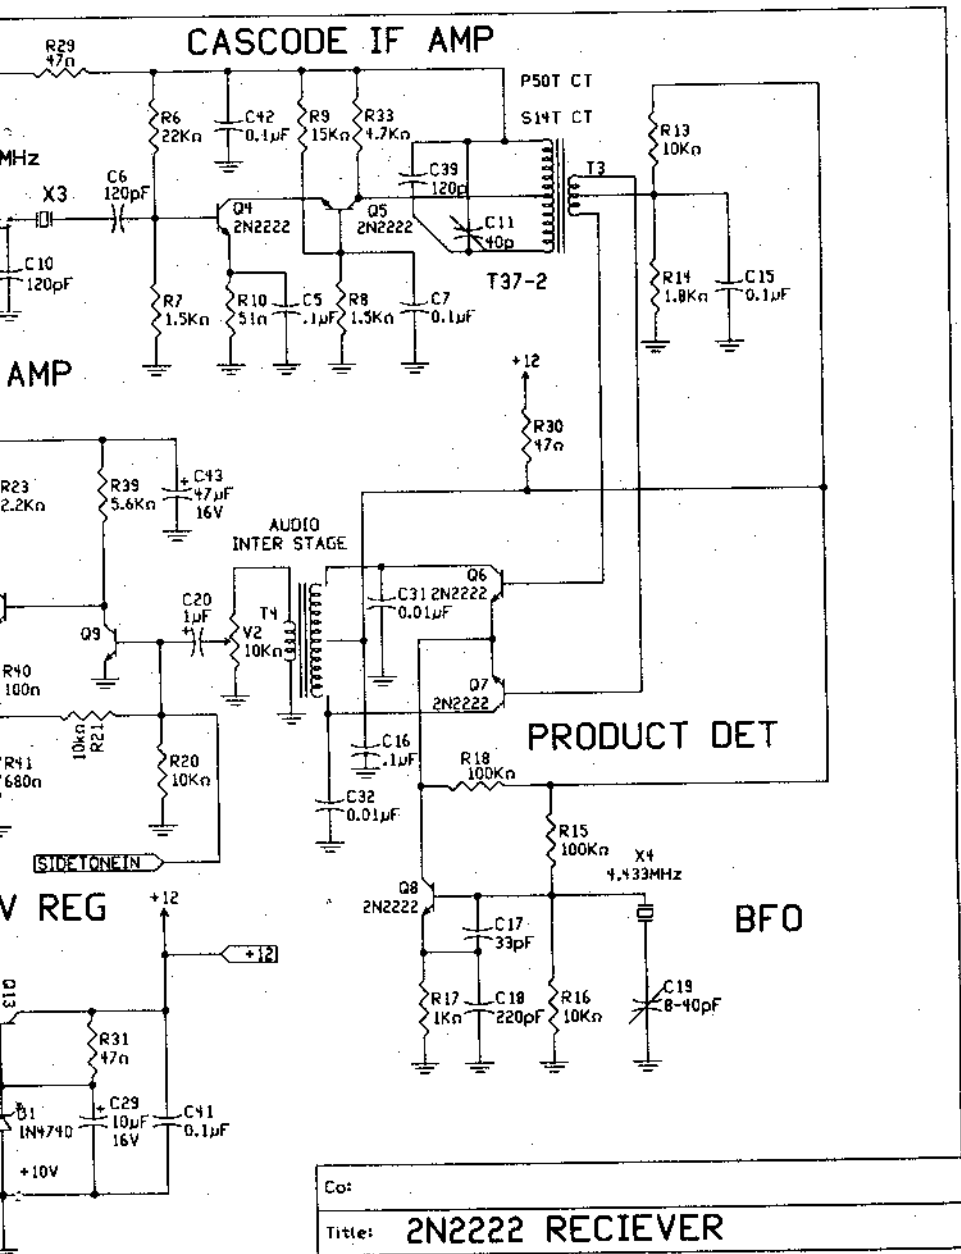 R29
47Ω
CASCODE IF AMP
P50T CT
S14T CT
R6
22KΩ
C42
0.1µF
R9
15KΩ
R33
4.7KΩ
R13
10KΩ
MHz
X3
C6
120pF
Q4
2N2222
Q5
2N2222
C39
120p
C11
40p
T3
T37-2
C10
120pF
R7
1.5KΩ
R10
51Ω
C5
.1µF
R8
1.5KΩ
C7
0.1µF
R14
1.8KΩ
C15
0.1µF
AMP
+12
R30
47Ω
R23
2.2KΩ
R39
5.6KΩ
+
C43
47µF
16V
AUDIO
INTER STAGE
Q6
2N2222
C31
0.01µF
C20
1µF
+
T4
V2
10KΩ
Q9
R40
100Ω
Q7
2N2222
10KΩ
R21
R41
680Ω
R20
10KΩ
C16
.1µF
C32
0.01µF
PRODUCT DET
R18
100KΩ
R15
100KΩ
X4
4.433MHz
SIDETONEIN
V REG
+12
+12
Q8
2N2222
C17
33pF
BFO
Q13
R17
1KΩ
C18
220pF
R16
10KΩ
C19
8-40pF
R31
47Ω
D1
1N4740
+
C29
10µF
16V
C41
0.1µF
+10V
Co:
Title: 2N2222 RECIEVER